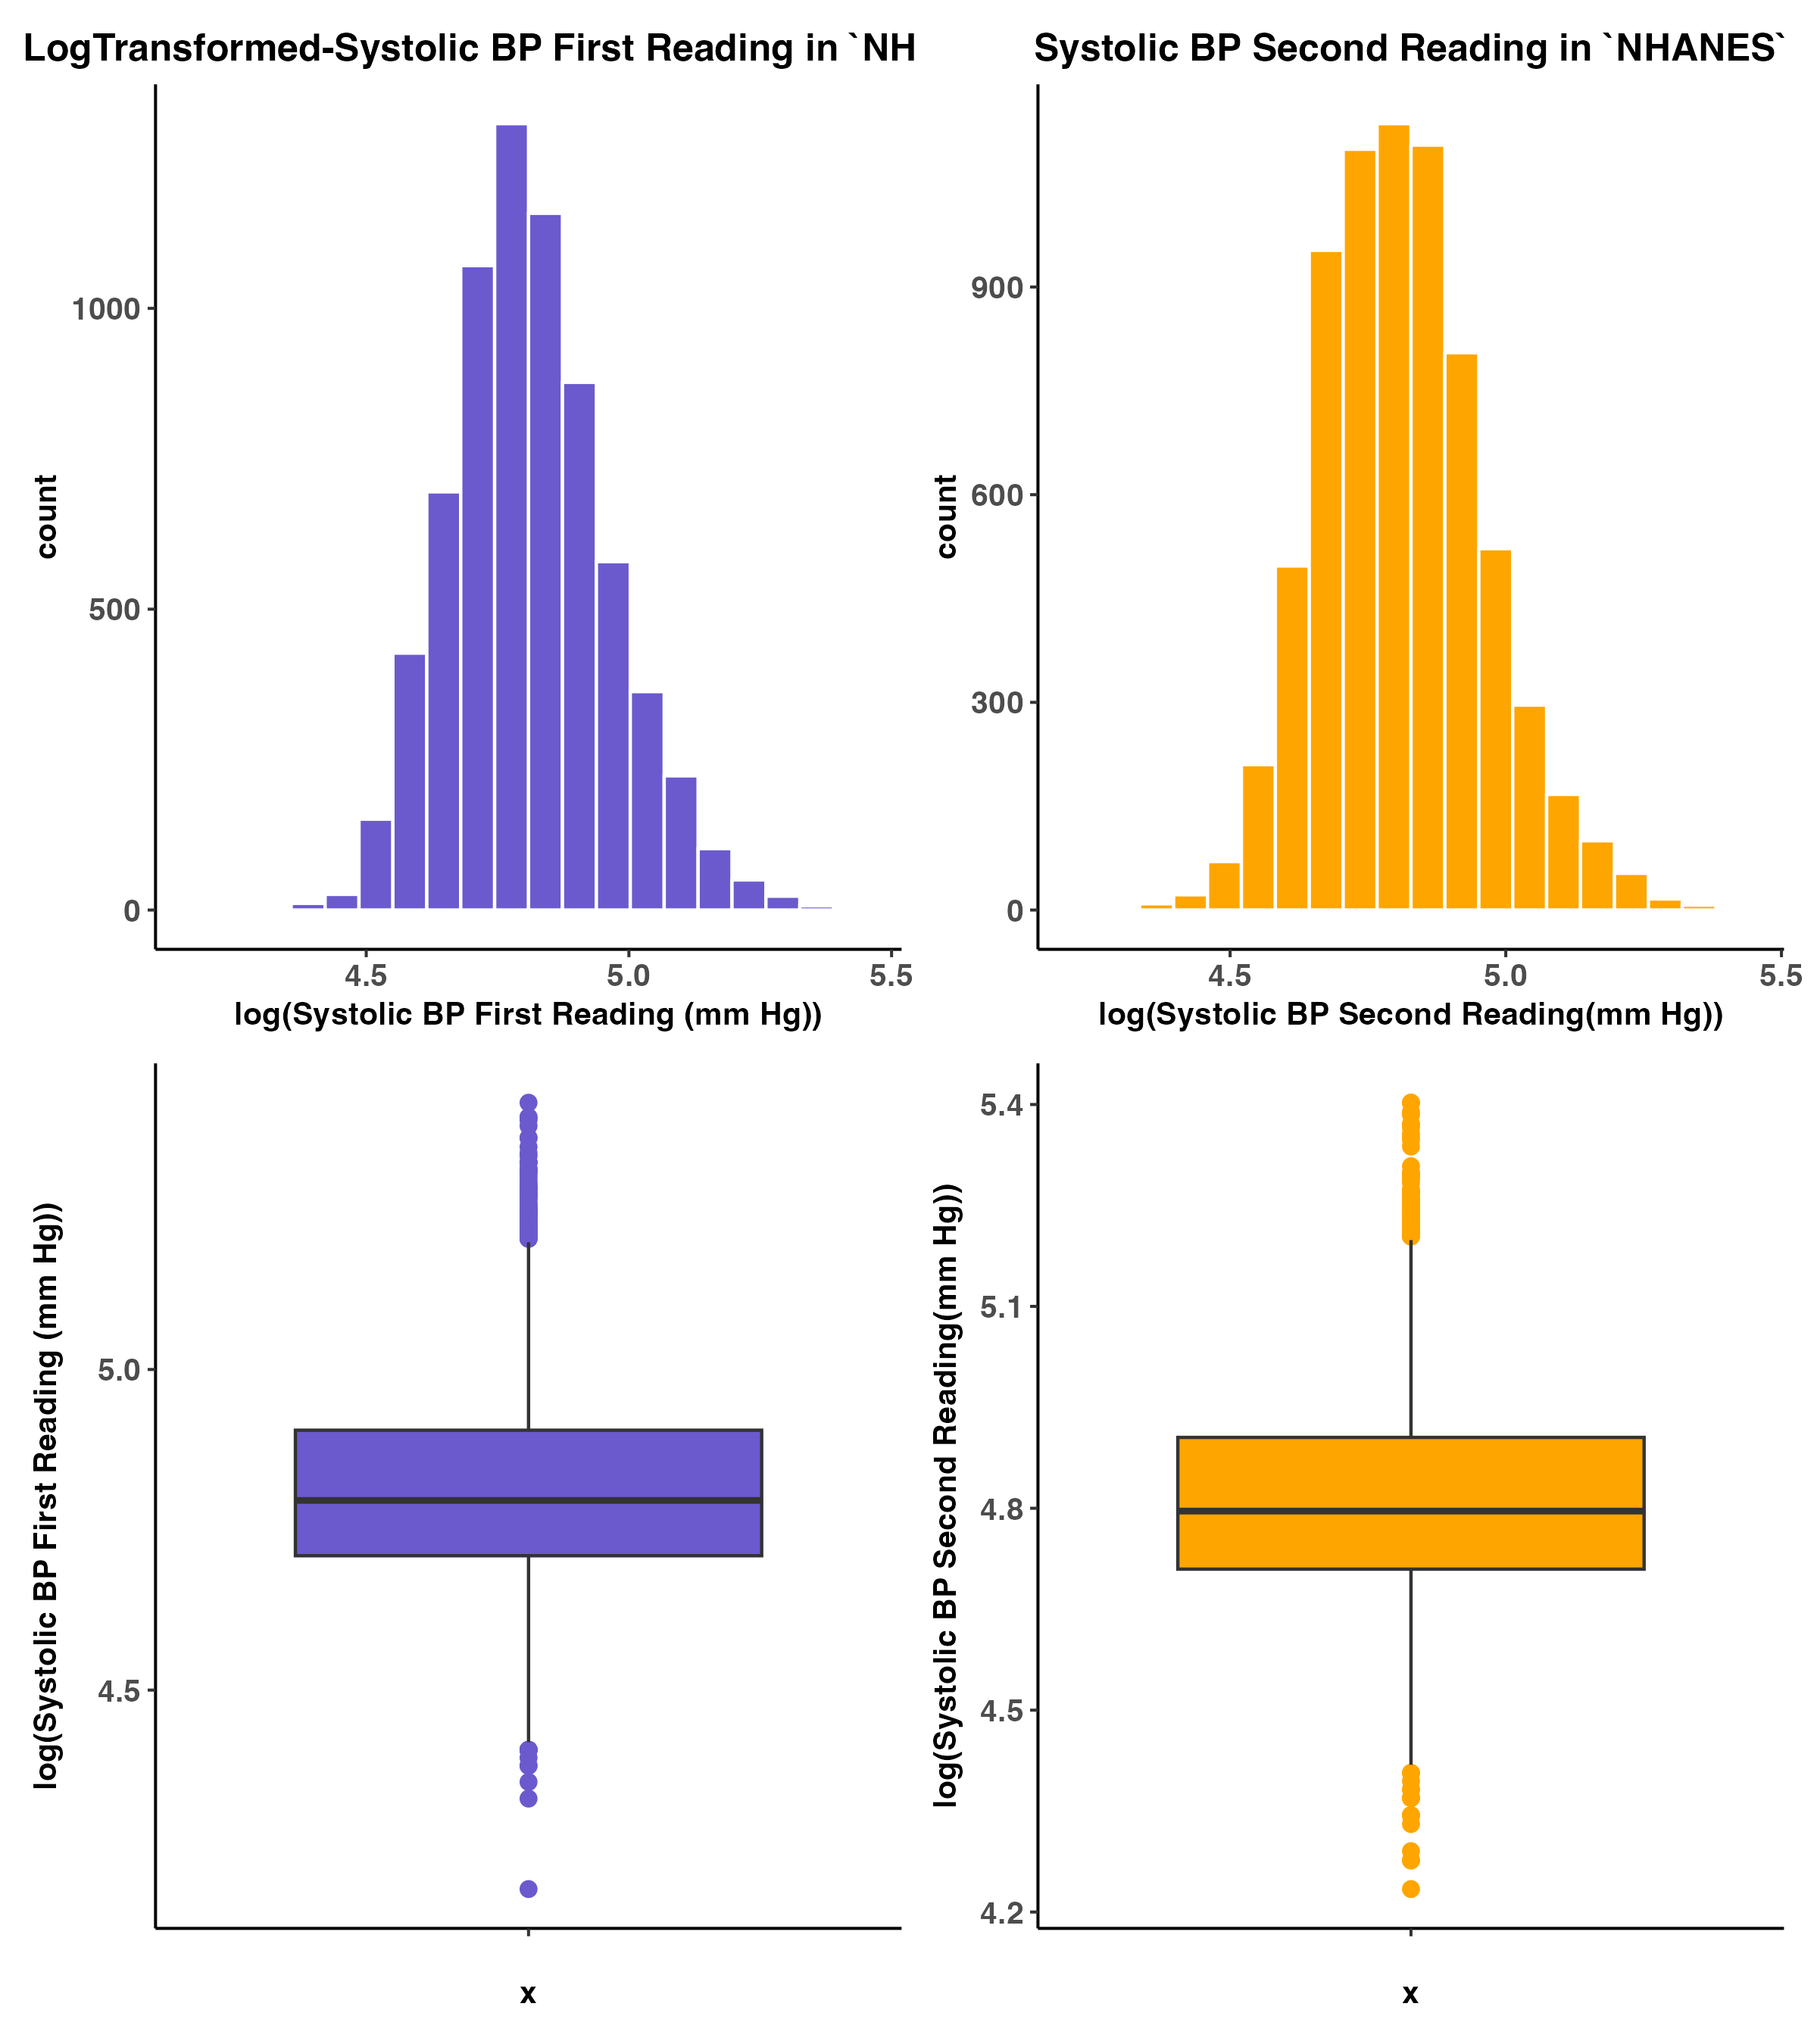 LogTransformed-Systolic BP First Reading in `NH
count
1000
500
0
4.5 5.0 5.5
log(Systolic BP First Reading (mm Hg))
Systolic BP Second Reading in `NHANES`
count
900
600
300
0
4.5 5.0 5.5
log(Systolic BP Second Reading(mm Hg))
log(Systolic BP First Reading (mm Hg))
5.0
4.5
x
log(Systolic BP Second Reading(mm Hg))
5.4
5.1
4.8
4.5
4.2
x